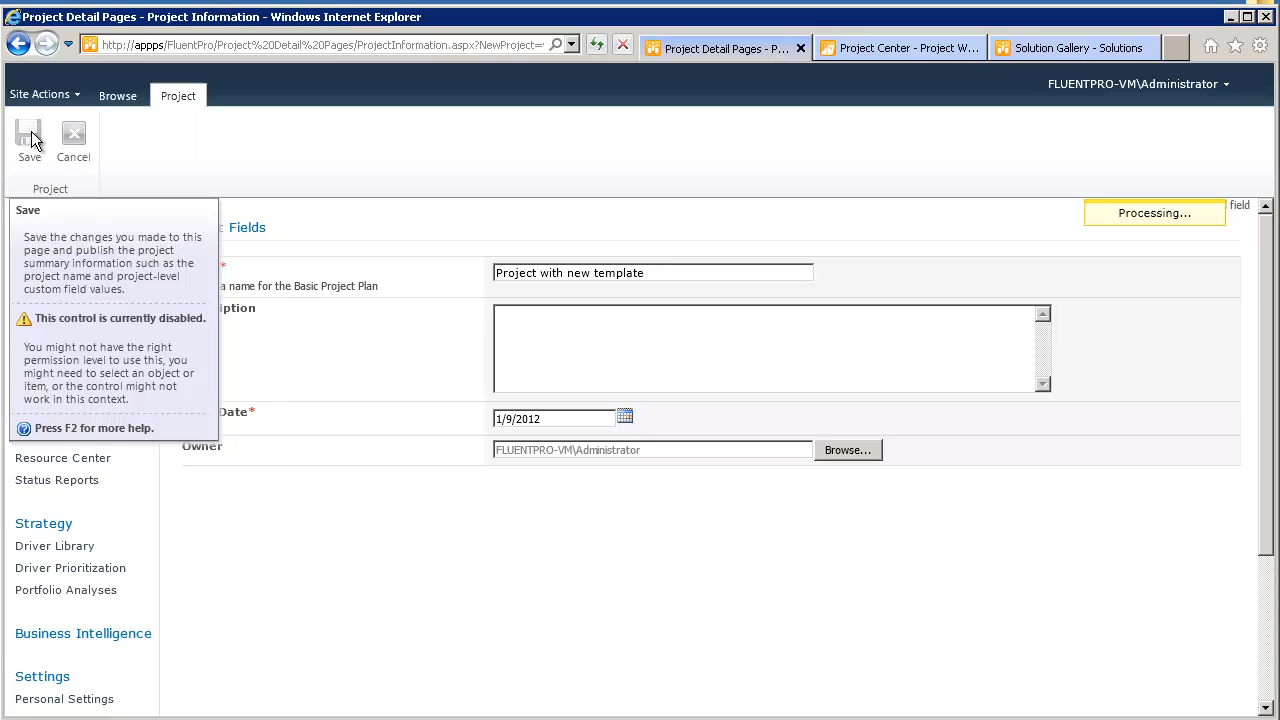 Project Detail Pages - Project Information - Windows Internet Explorer
http://appps/FluentPro/Project%20Detail%20Pages/ProjectInformation.aspx?NewProject=
Project Detail Pages - P...
Project Center - Project W...
Solution Gallery - Solutions
Site Actions
Browse
Project
FLUENTPRO-VM\Administrator
Save
Cancel
Project
Save
Save the changes you made to this
page and publish the project
summary information such as the
project name and project-level
custom field values.
This control is currently disabled.
You might not have the right
permission level to use this, you
might need to select an object or
item, or the control might not
work in this context.
Press F2 for more help.
Processing...
field
Fields
*
a name for the Basic Project Plan
Project with new template
ption
Date*
1/9/2012
Owner
FLUENTPRO-VM\Administrator
Browse...
Resource Center
Status Reports
Strategy
Driver Library
Driver Prioritization
Portfolio Analyses
Business Intelligence
Settings
Personal Settings